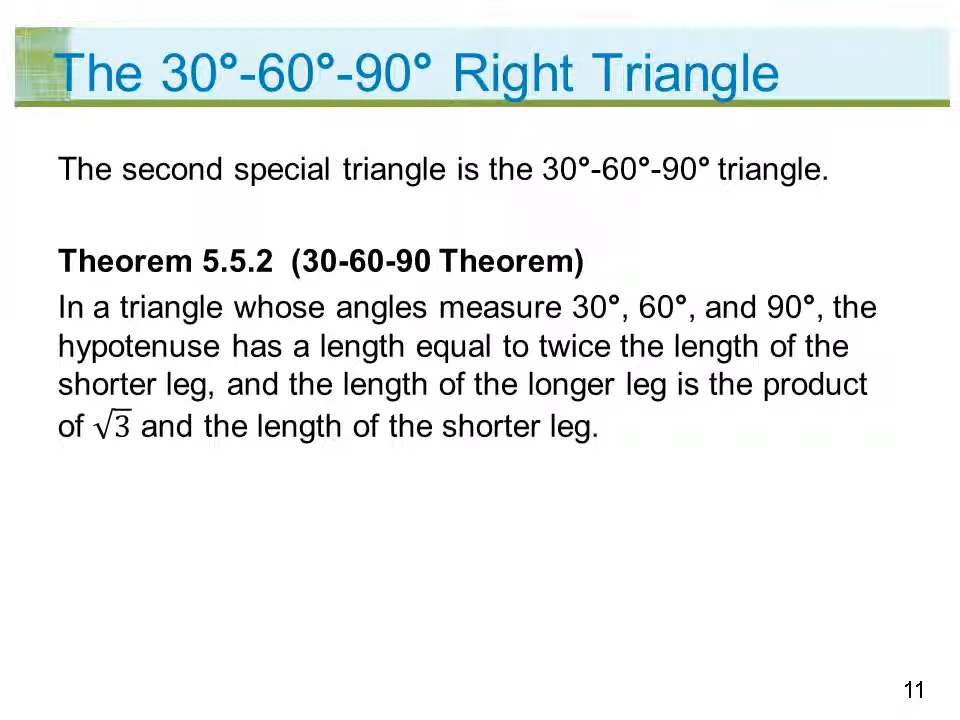 The 30°-60°-90° Right Triangle
The second special triangle is the 30°-60°-90° triangle.
Theorem 5.5.2 (30-60-90 Theorem)
In a triangle whose angles measure 30°, 60°, and 90°, the
hypotenuse has a length equal to twice the length of the
shorter leg, and the length of the longer leg is the product
of √3 and the length of the shorter leg.
11